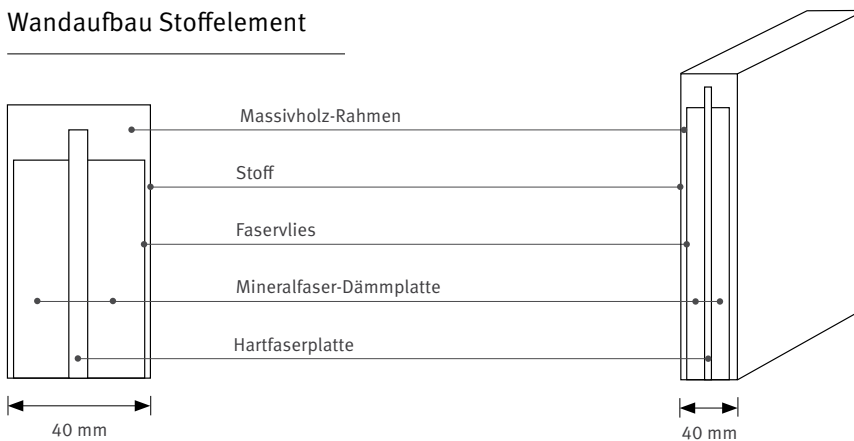 Wandaufbau Stoffelement
Massivholz-Rahmen
Stoff
Faservlies
Mineralfaser-Dämmplatte
Hartfaserplatte
40 mm
40 mm